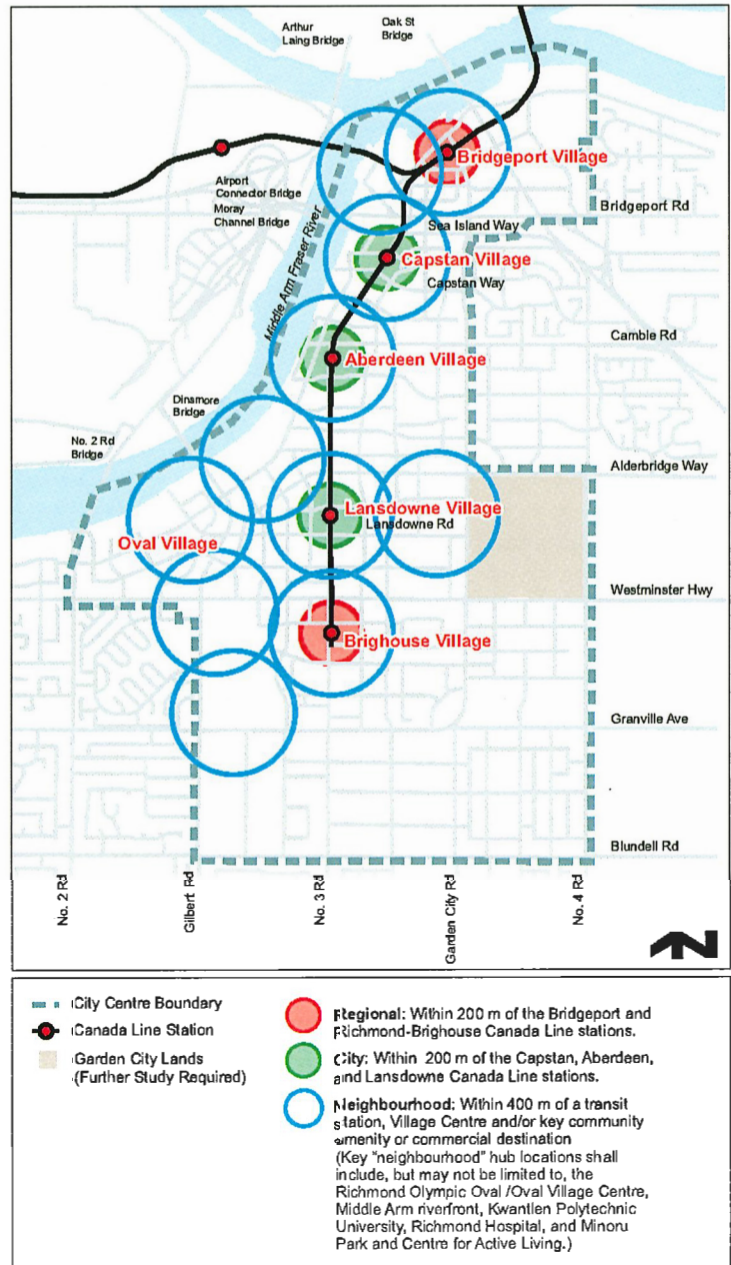 Arthur
Laing Bridge
Oak St
Bridge
Bridgeport Village
Airport
Connector Bridge
Moray
Channel Bridge
Bridgeport Rd
Sea Island Way
Middle Arm Fraser River
Capstan Village
Capstan Way
Camble Rd
Aberdeen Village
Dinsmore
Bridge
No. 2 Rd
Bridge
Alderbridge Way
Lansdowne Village
Lansdowne Rd
Oval Village
Westminster Hwy
Brighouse Village
Granville Ave
Blundell Rd
No. 2 Rd
Gilbert Rd
No. 3 Rd
Garden City Rd
No. 4 Rd
N
City Centre Boundary
Canada Line Station
Garden City Lands
(Further Study Required)
Regional: Within 200 m of the Bridgeport and
Richmond-Brighouse Canada Line stations.
City: Within 200 m of the Capstan, Aberdeen,
and Lansdowne Canada Line stations.
Neighbourhood: Within 400 m of a transit
station, Village Centre and/or key community
amenity or commercial destination
(Key "neighbourhood" hub locations shall
include, but may not be limited to, the
Richmond Olympic Oval /Oval Village Centre,
Middle Arm riverfront, Kwantlen Polytechnic
University, Richmond Hospital, and Minoru
Park and Centre for Active Living.)